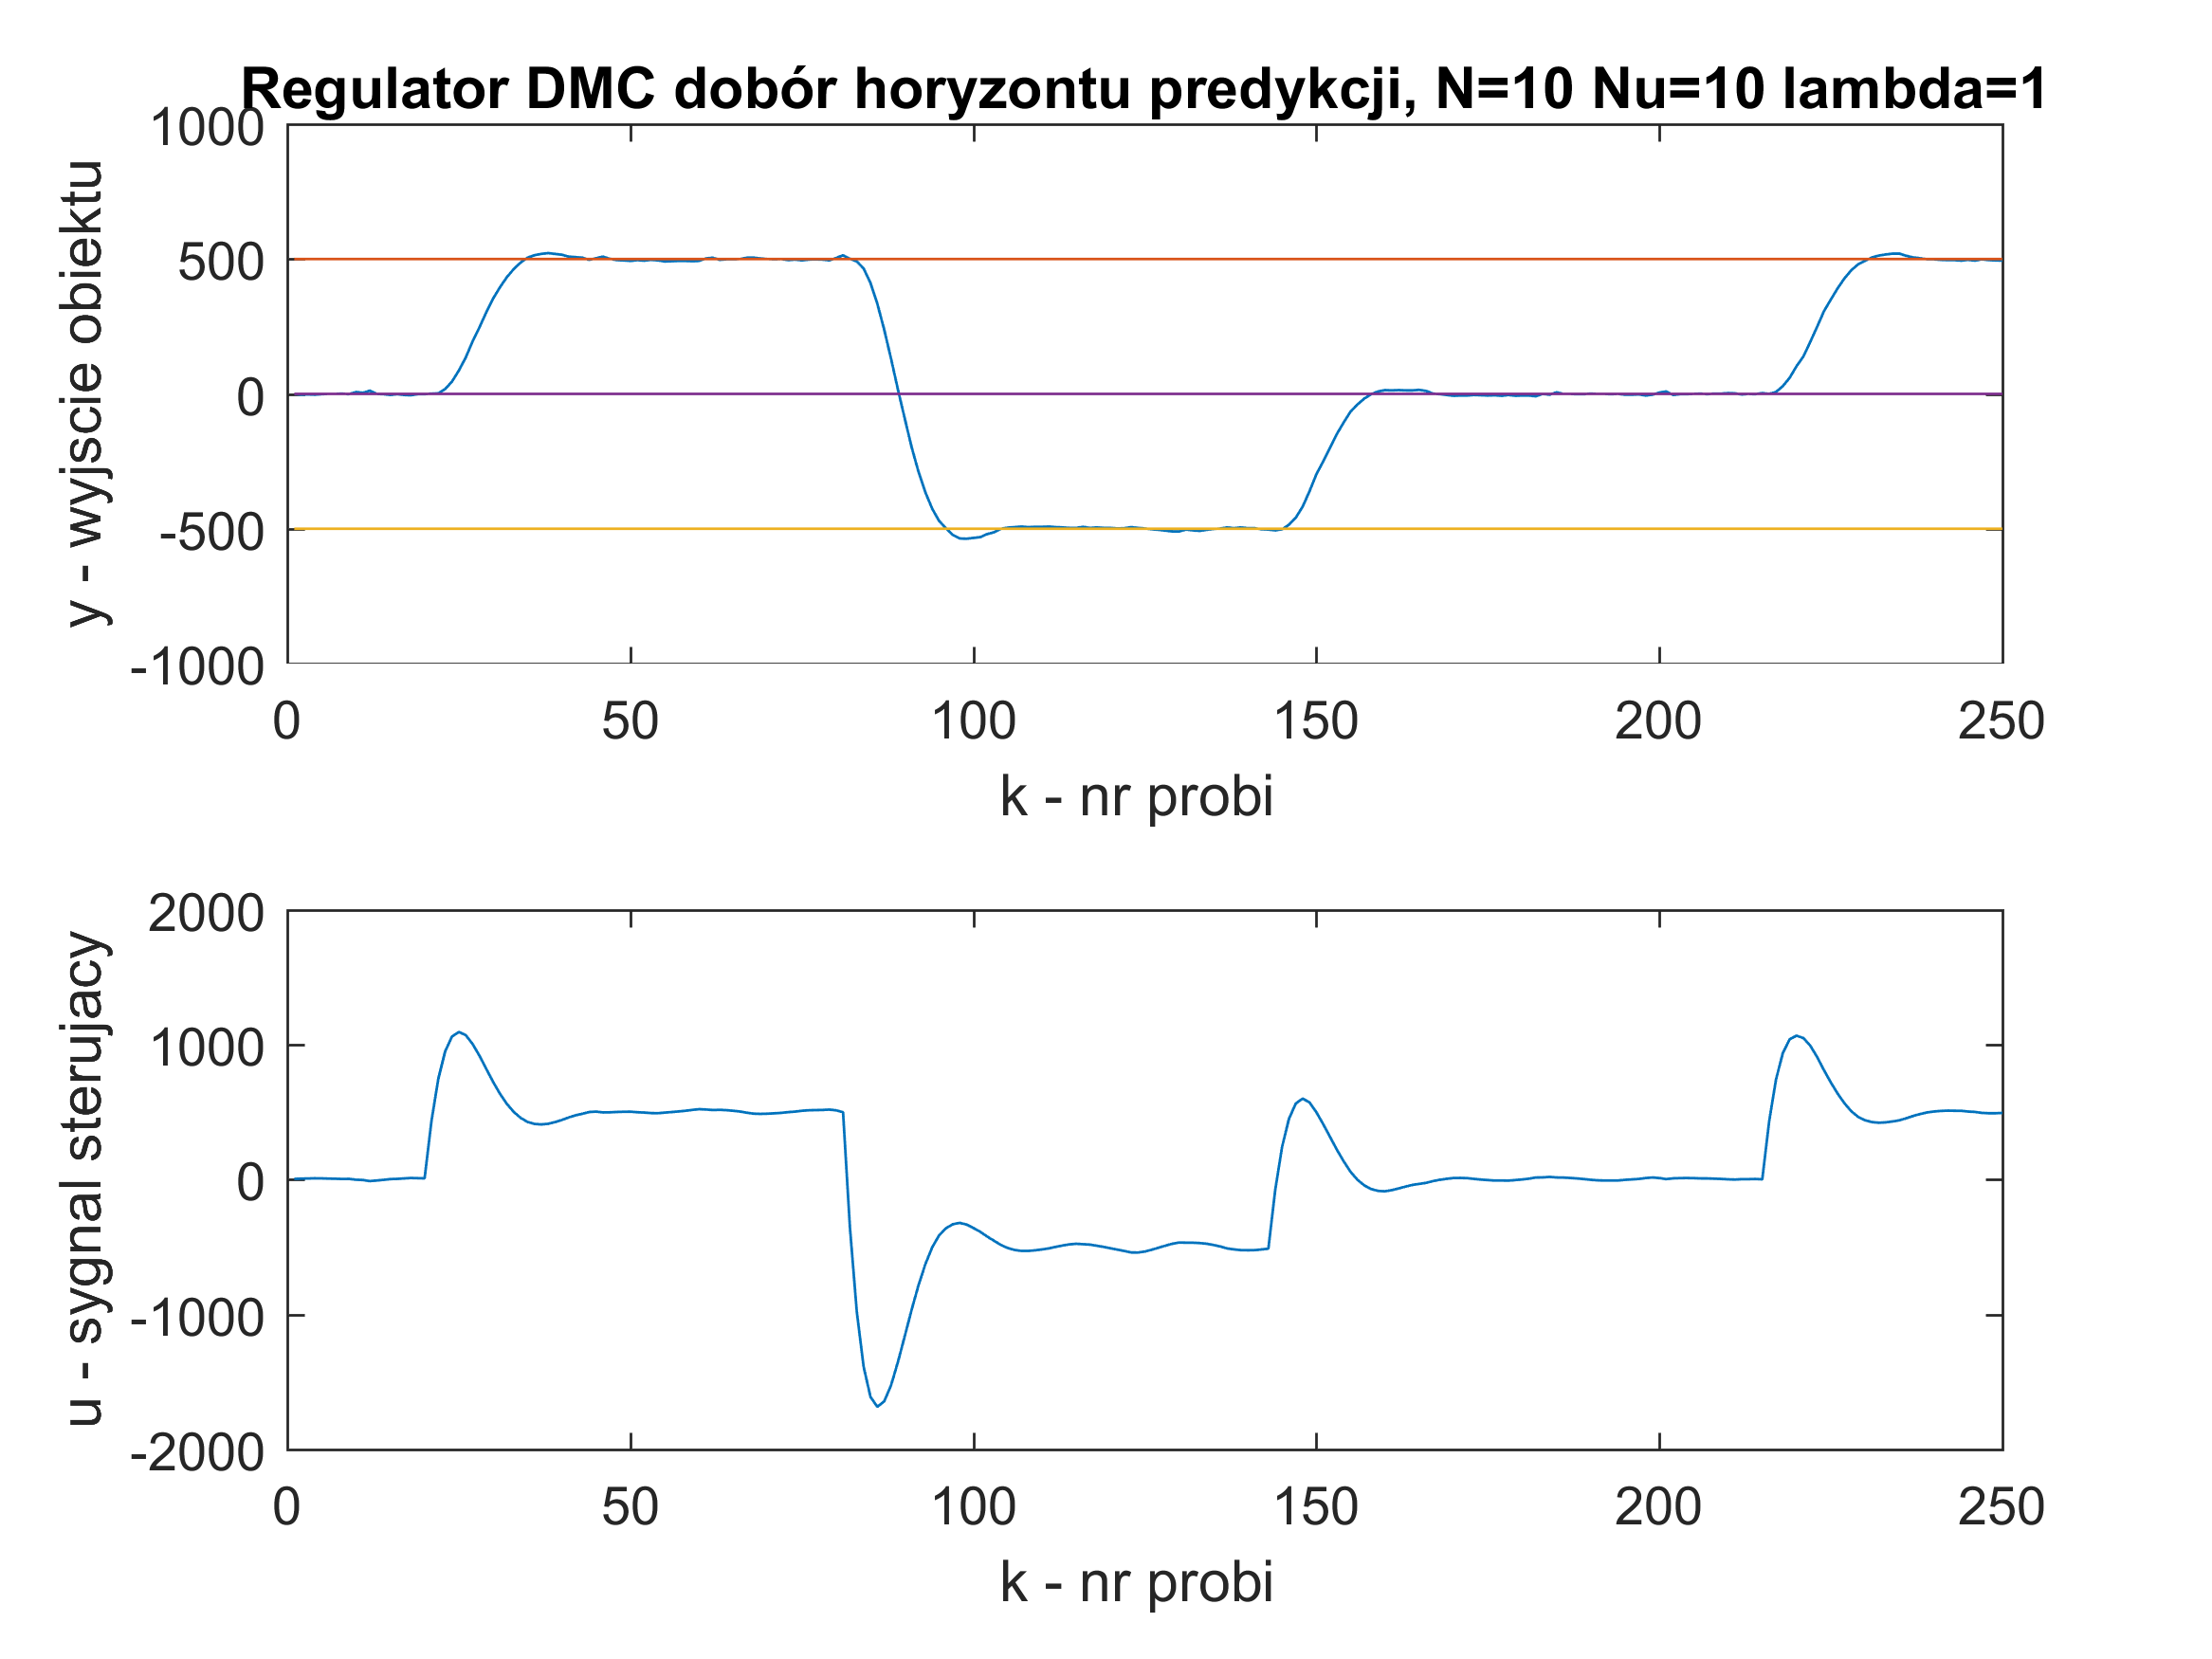 Regulator DMC dobór horyzontu predykcji, N=10 Nu=10 lambda=1
1000
500
0
-500
-1000
y - wyjscie obiektu
0 50 100 150 200 250
k - nr probi
2000
1000
0
-1000
-2000
u - sygnal sterujacy
0 50 100 150 200 250
k - nr probi